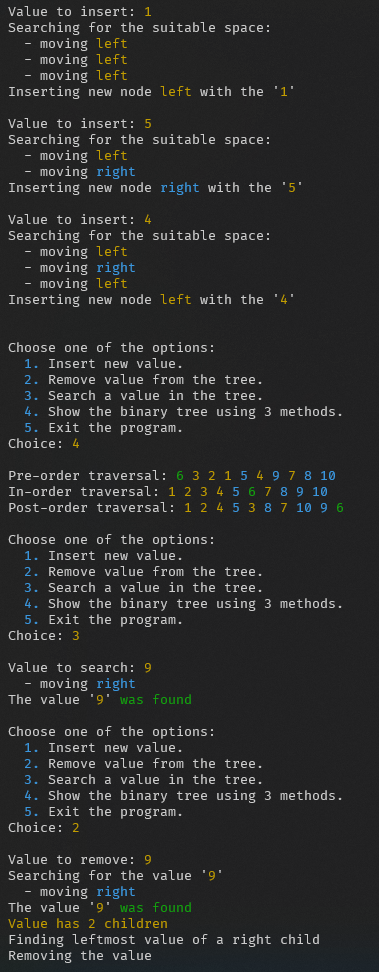 Value to insert: 1
Searching for the suitable space:
  - moving left
  - moving left
  - moving left
Inserting new node left with the '1'

Value to insert: 5
Searching for the suitable space:
  - moving left
  - moving right
Inserting new node right with the '5'

Value to insert: 4
Searching for the suitable space:
  - moving left
  - moving right
  - moving left
Inserting new node left with the '4'


Choose one of the options:
  1. Insert new value.
  2. Remove value from the tree.
  3. Search a value in the tree.
  4. Show the binary tree using 3 methods.
  5. Exit the program.
Choice: 4

Pre-order traversal: 6 3 2 1 5 4 9 7 8 10
In-order traversal: 1 2 3 4 5 6 7 8 9 10
Post-order traversal: 1 2 4 5 3 8 7 10 9 6

Choose one of the options:
  1. Insert new value.
  2. Remove value from the tree.
  3. Search a value in the tree.
  4. Show the binary tree using 3 methods.
  5. Exit the program.
Choice: 3

Value to search: 9
  - moving right
The value '9' was found

Choose one of the options:
  1. Insert new value.
  2. Remove value from the tree.
  3. Search a value in the tree.
  4. Show the binary tree using 3 methods.
  5. Exit the program.
Choice: 2

Value to remove: 9
Searching for the value '9'
  - moving right
The value '9' was found
Value has 2 children
Finding leftmost value of a right child
Removing the value